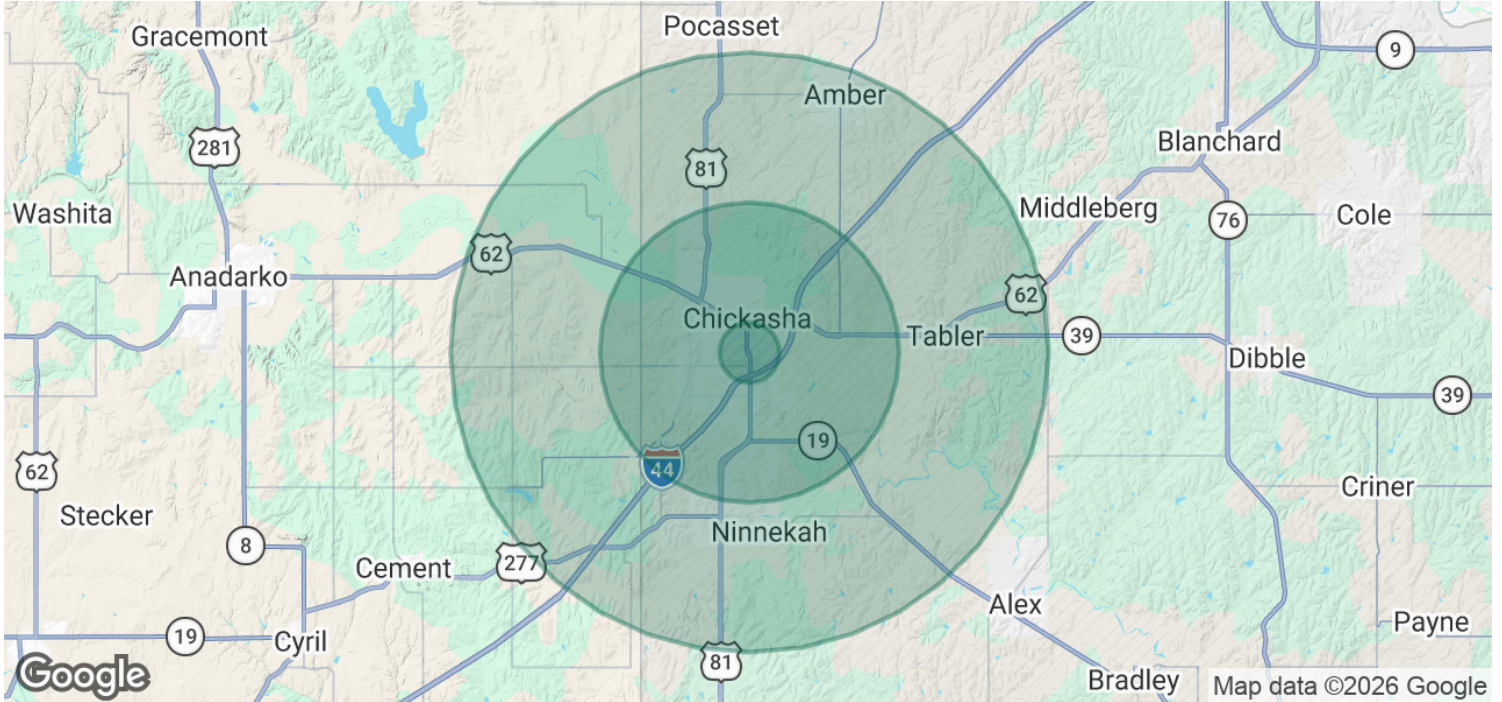 Pocasset
Gracemont
9
Amber
281
Blanchard
81
Washita
Middleberg
76
Cole
62
Anadarko
62
Chickasha
Tabler
39
Dibble
39
19
44
62
Criner
Stecker
Ninnekah
8
Cement
277
Alex
Payne
19
Cyril
81
Google
Bradley
Map data ©2026 Google